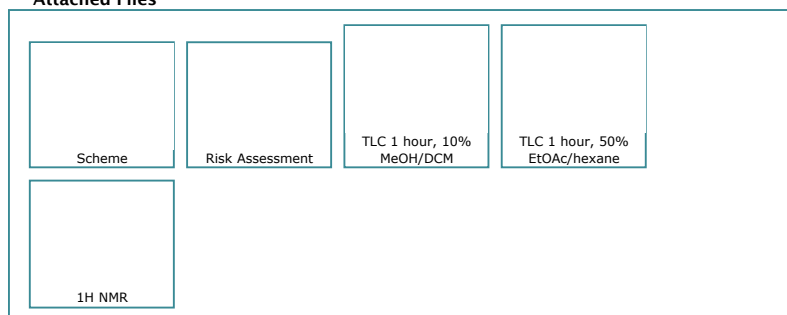 Attached Files
Scheme
Risk Assessment
TLC 1 hour, 10%
MeOH/DCM
TLC 1 hour, 50%
EtOAc/hexane
1H NMR